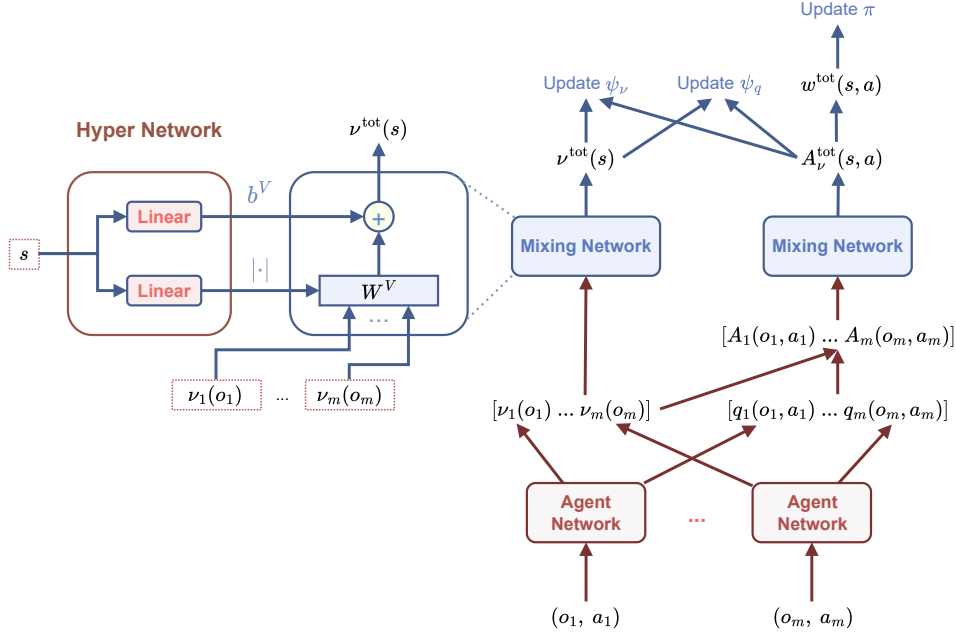 Update π
Update ψ_ν
Update ψ_q
w^tot(s, a)
Hyper Network
ν^tot(s)
ν^tot(s)
A_ν^tot(s, a)
b^V
Linear
+
Mixing Network
Mixing Network
s
|·|
Linear
W^V
...
[A_1(o_1, a_1) ... A_m(o_m, a_m)]
ν_1(o_1) ... ν_m(o_m)
[ν_1(o_1) ... ν_m(o_m)]
[q_1(o_1, a_1) ... q_m(o_m, a_m)]
Agent
Network
...
Agent
Network
(o_1, a_1)
(o_m, a_m)